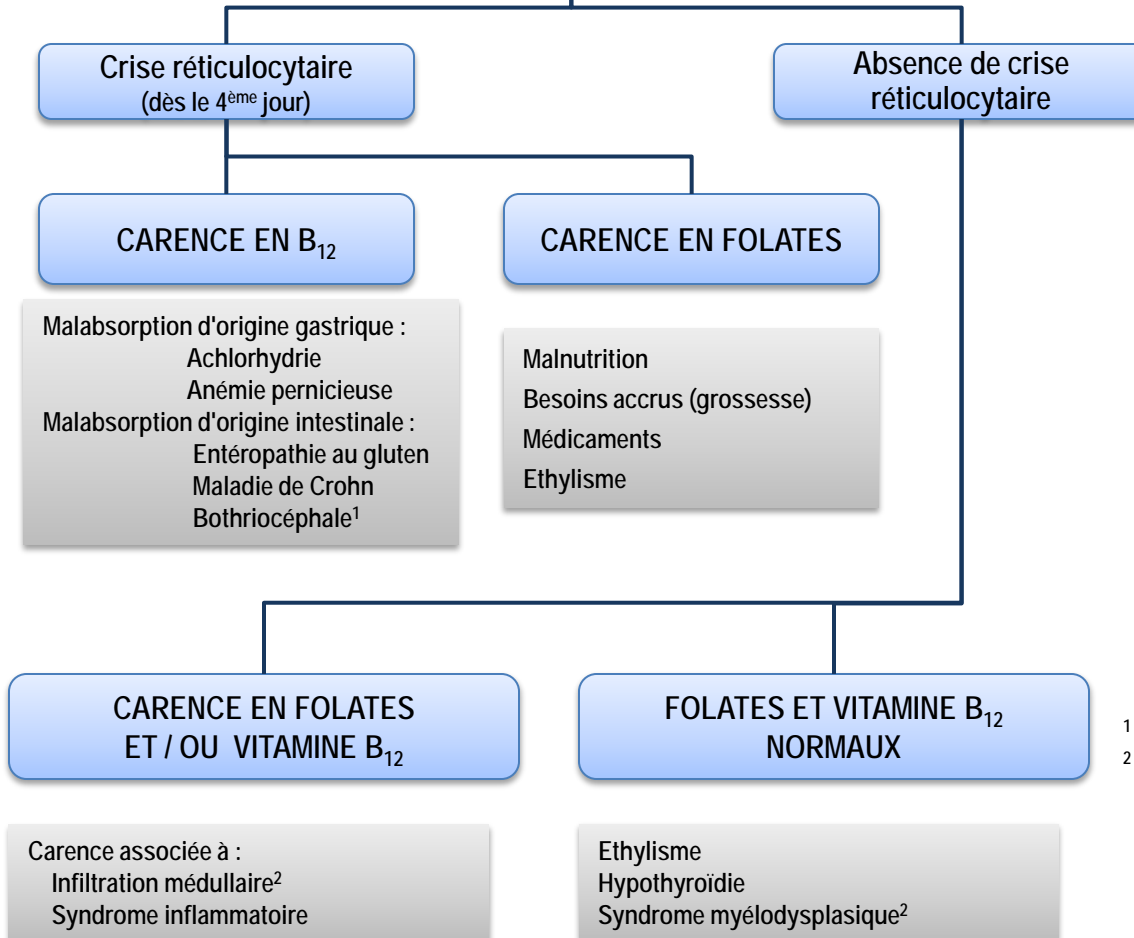 Crise réticulocytaire
(dès le 4ème jour)
Absence de crise
réticulocytaire
CARENCE EN B12
CARENCE EN FOLATES
Malabsorption d'origine gastrique :
Achlorhydrie
Anémie pernicieuse
Malabsorption d'origine intestinale :
Entéropathie au gluten
Maladie de Crohn
Bothriocéphale1
Malnutrition
Besoins accrus (grossesse)
Médicaments
Ethylisme
CARENCE EN FOLATES
ET / OU VITAMINE B12
FOLATES ET VITAMINE B12
NORMAUX
1
2
Carence associée à :
Infiltration médullaire2
Syndrome inflammatoire
Ethylisme
Hypothyroïdie
Syndrome myélodysplasique2